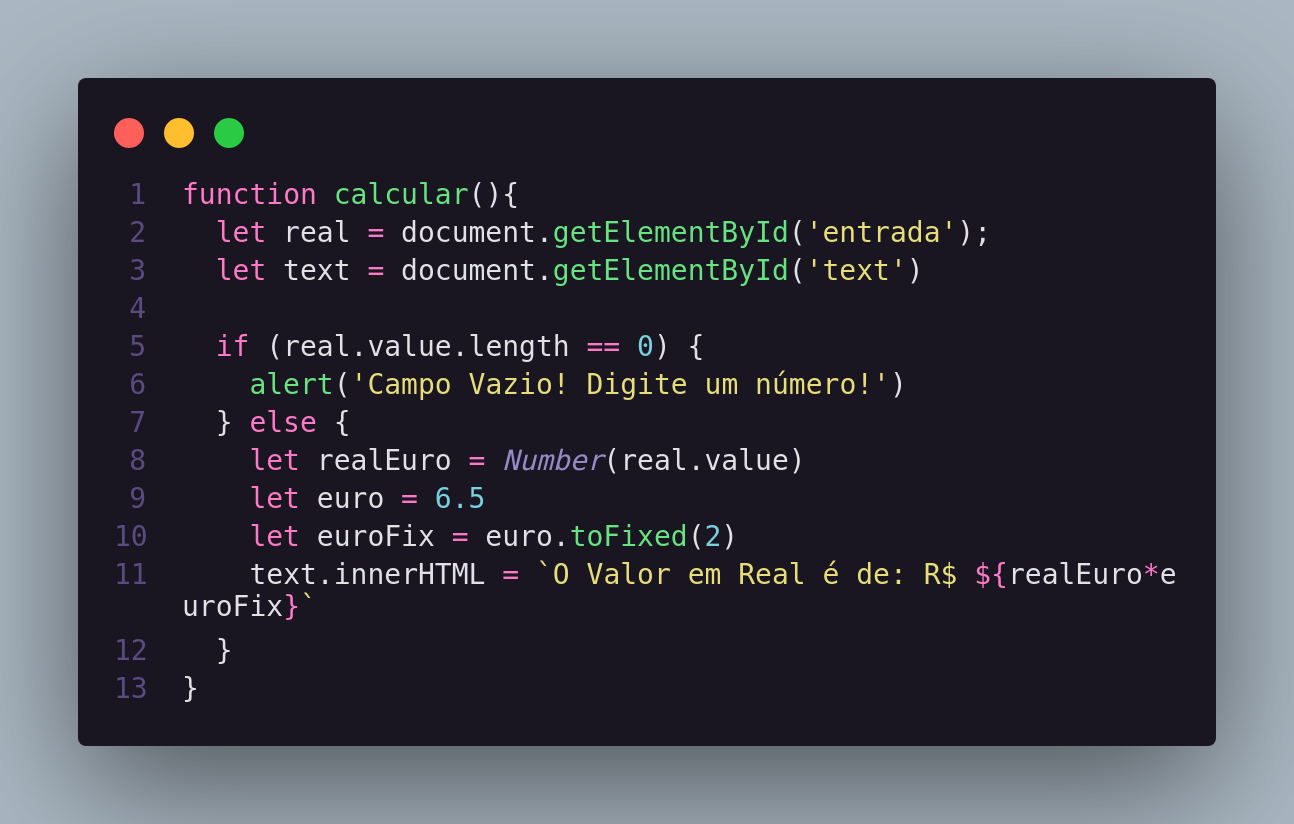 1 function calcular(){
2   let real = document.getElementById('entrada');
3   let text = document.getElementById('text')
4
5   if (real.value.length == 0) {
6     alert('Campo Vazio! Digite um número!')
7   } else {
8     let realEuro = Number(real.value)
9     let euro = 6.5
10     let euroFix = euro.toFixed(2)
11     text.innerHTML = `O Valor em Real é de: R$ ${realEuro*e
uroFix}`
12   }
13 }